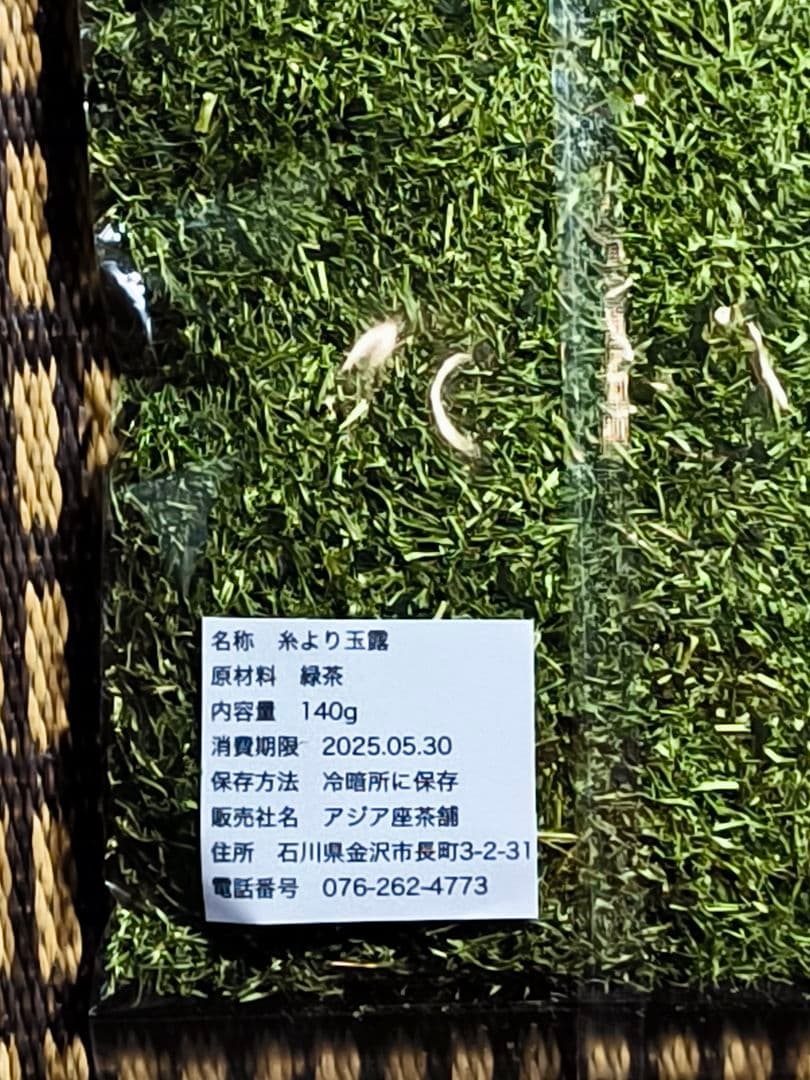 名称　糸より玉露
原材料　緑茶
内容量　140g
消費期限　2025.05.30
保存方法　冷暗所に保存
販売社名　アジア座茶舗
住所　石川県金沢市長町3-2-31
電話番号　076-262-4773